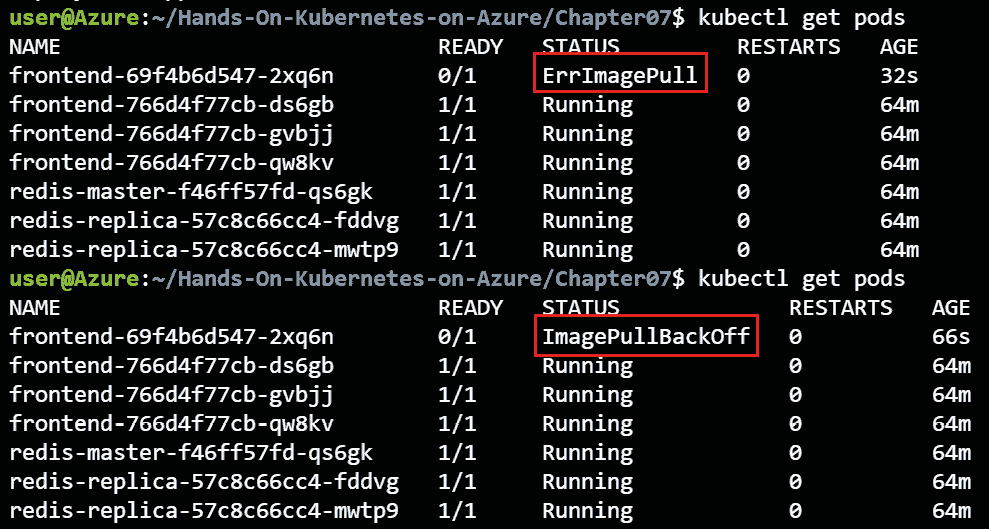 user@Azure:~/Hands-On-Kubernetes-on-Azure/Chapter07$ kubectl get pods
NAME READY STATUS RESTARTS AGE
frontend-69f4b6d547-2xq6n 0/1 ErrImagePull 0 32s
frontend-766d4f77cb-ds6gb 1/1 Running 0 64m
frontend-766d4f77cb-gvbjj 1/1 Running 0 64m
frontend-766d4f77cb-qw8kv 1/1 Running 0 64m
redis-master-f46ff57fd-qs6gk 1/1 Running 0 64m
redis-replica-57c8c66cc4-fddvg 1/1 Running 0 64m
redis-replica-57c8c66cc4-mwtp9 1/1 Running 0 64m
user@Azure:~/Hands-On-Kubernetes-on-Azure/Chapter07$ kubectl get pods
NAME READY STATUS RESTARTS AGE
frontend-69f4b6d547-2xq6n 0/1 ImagePullBackOff 0 66s
frontend-766d4f77cb-ds6gb 1/1 Running 0 64m
frontend-766d4f77cb-gvbjj 1/1 Running 0 64m
frontend-766d4f77cb-qw8kv 1/1 Running 0 64m
redis-master-f46ff57fd-qs6gk 1/1 Running 0 64m
redis-replica-57c8c66cc4-fddvg 1/1 Running 0 64m
redis-replica-57c8c66cc4-mwtp9 1/1 Running 0 64m